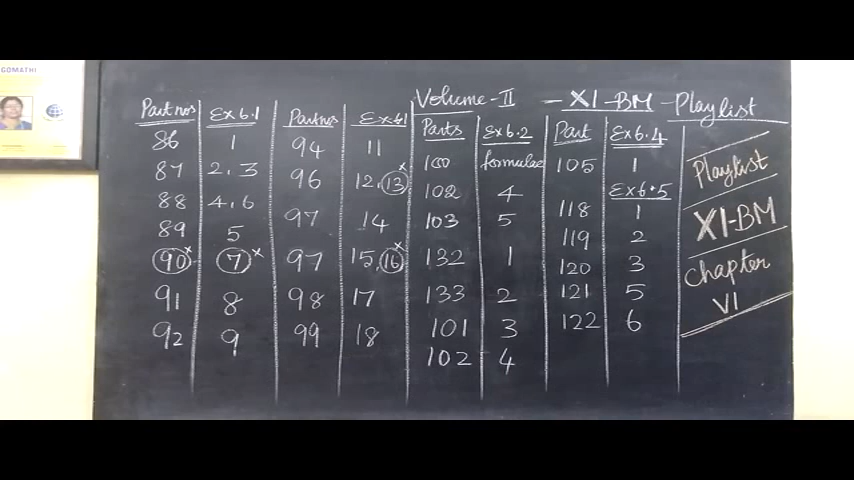 GOMATHI
Volume-II - XI-BM-Playlist
Part nos Ex 6.1 Part nos Ex 6.1 Parts Ex 6.2 Part Ex 6.4
86 1 94 11 100 formulae 105 1
87 2,3 96 12,13 x 102 4 Ex 6.5
88 4,6 97 14 103 5 118 1
89 5 119 2
90 x 7 x 97 15,16 x 132 1 120 3
91 8 98 17 133 2 121 5
92 9 99 18 101 3 122 6
102 4
Playlist
XI-BM
chapter
VI